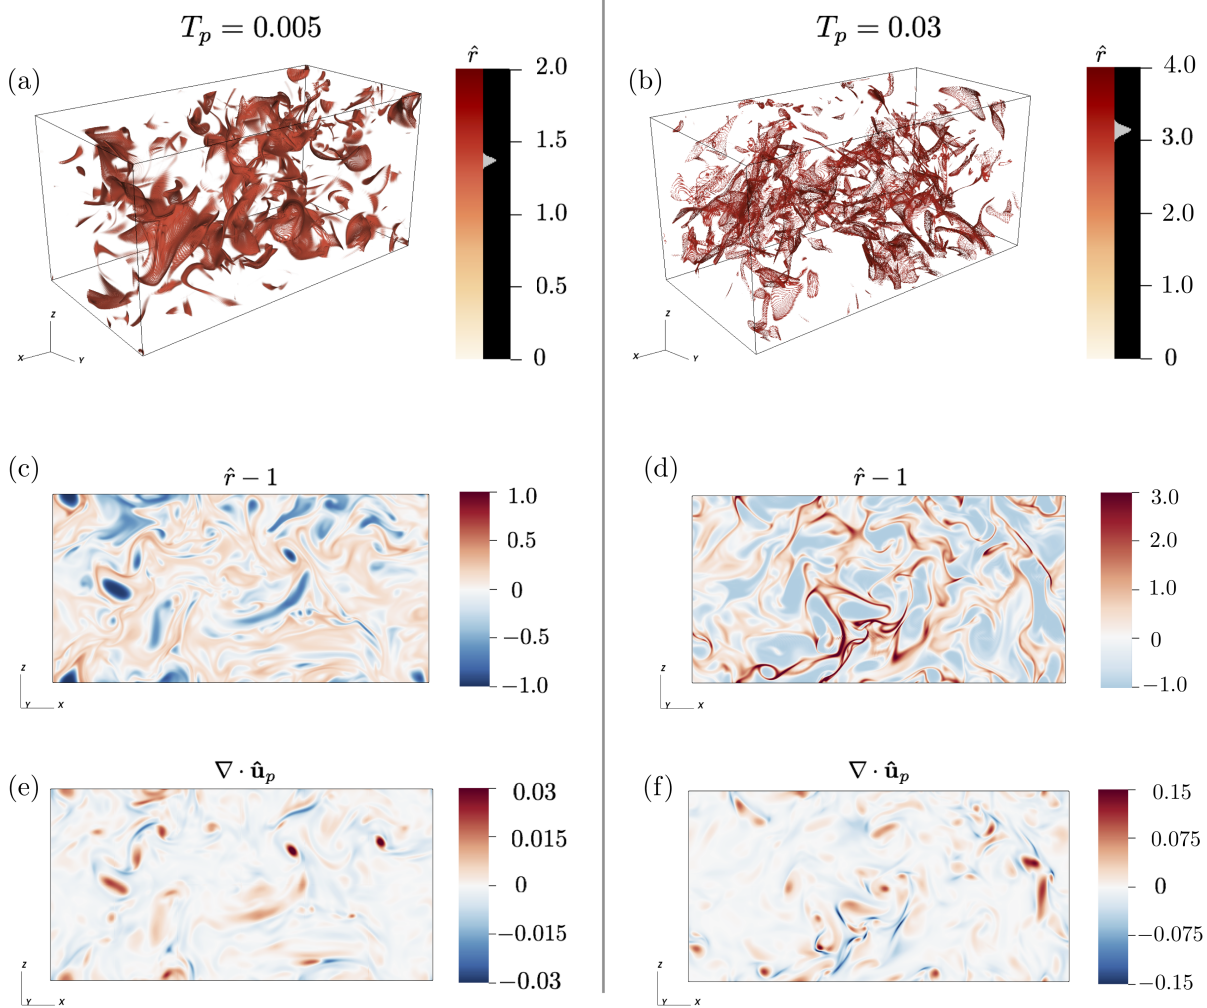 T_p = 0.005
T_p = 0.03
(a)
r̂
2.0
1.5
1.0
0.5
0
Z
X
Y
(b)
r̂
4.0
3.0
2.0
1.0
0
Z
X
Y
(c)
r̂ − 1
1.0
0.5
0
−0.5
−1.0
Z
Y
X
(d)
r̂ − 1
3.0
2.0
1.0
0
−1.0
Z
Y
X
(e)
∇ · û_p
0.03
0.015
0
−0.015
−0.03
Z
Y
X
(f)
∇ · û_p
0.15
0.075
0
−0.075
−0.15
Z
Y
X